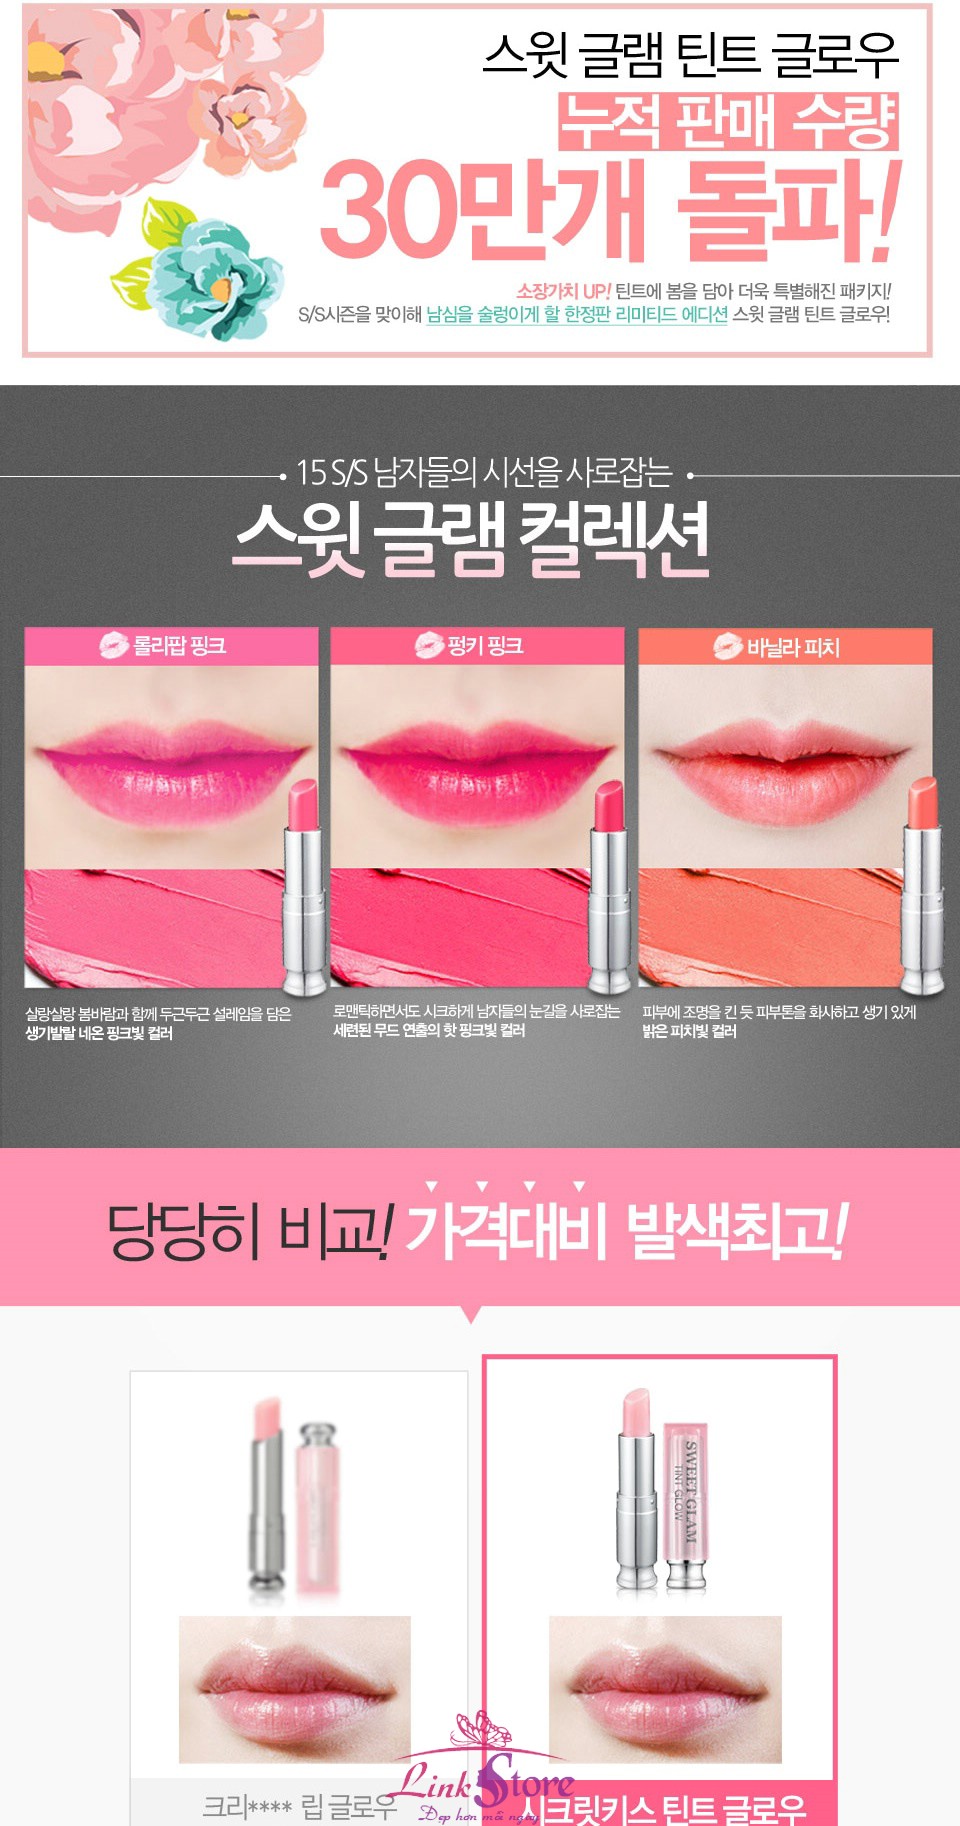 스윗 글램 틴트 글로우
누적 판매 수량
30만개 돌파!
소장가치 UP! 틴트에 봄을 담아 더욱 특별해진 패키지!
S/S시즌을 맞이해 남심을 술렁이게 할 한정판 리미티드 에디션 스윗 글램 틴트 글로우!
15 S/S 남자들의 시선을 사로잡는
스윗 글램 컬렉션
롤리팝 핑크
펑키 핑크
바닐라 피치
살랑살랑 봄바람과 함께 두근두근 설레임을 담은
생기발랄 네온 핑크빛 컬러
로맨틱하면서도 시크하게 남자들의 눈길을 사로잡는
세련된 무드 연출의 핫 핑크빛 컬러
피부에 조명을 킨 듯 피부톤을 화사하고 생기 있게
밝은 피치빛 컬러
당당히 비교! 가격대비 발색최고!
SWEET GLAM
TINT GLOW
Link Store
Đẹp hơn mỗi ngày
크리**** 립 글로우
시크릿키스 틴트 글로우